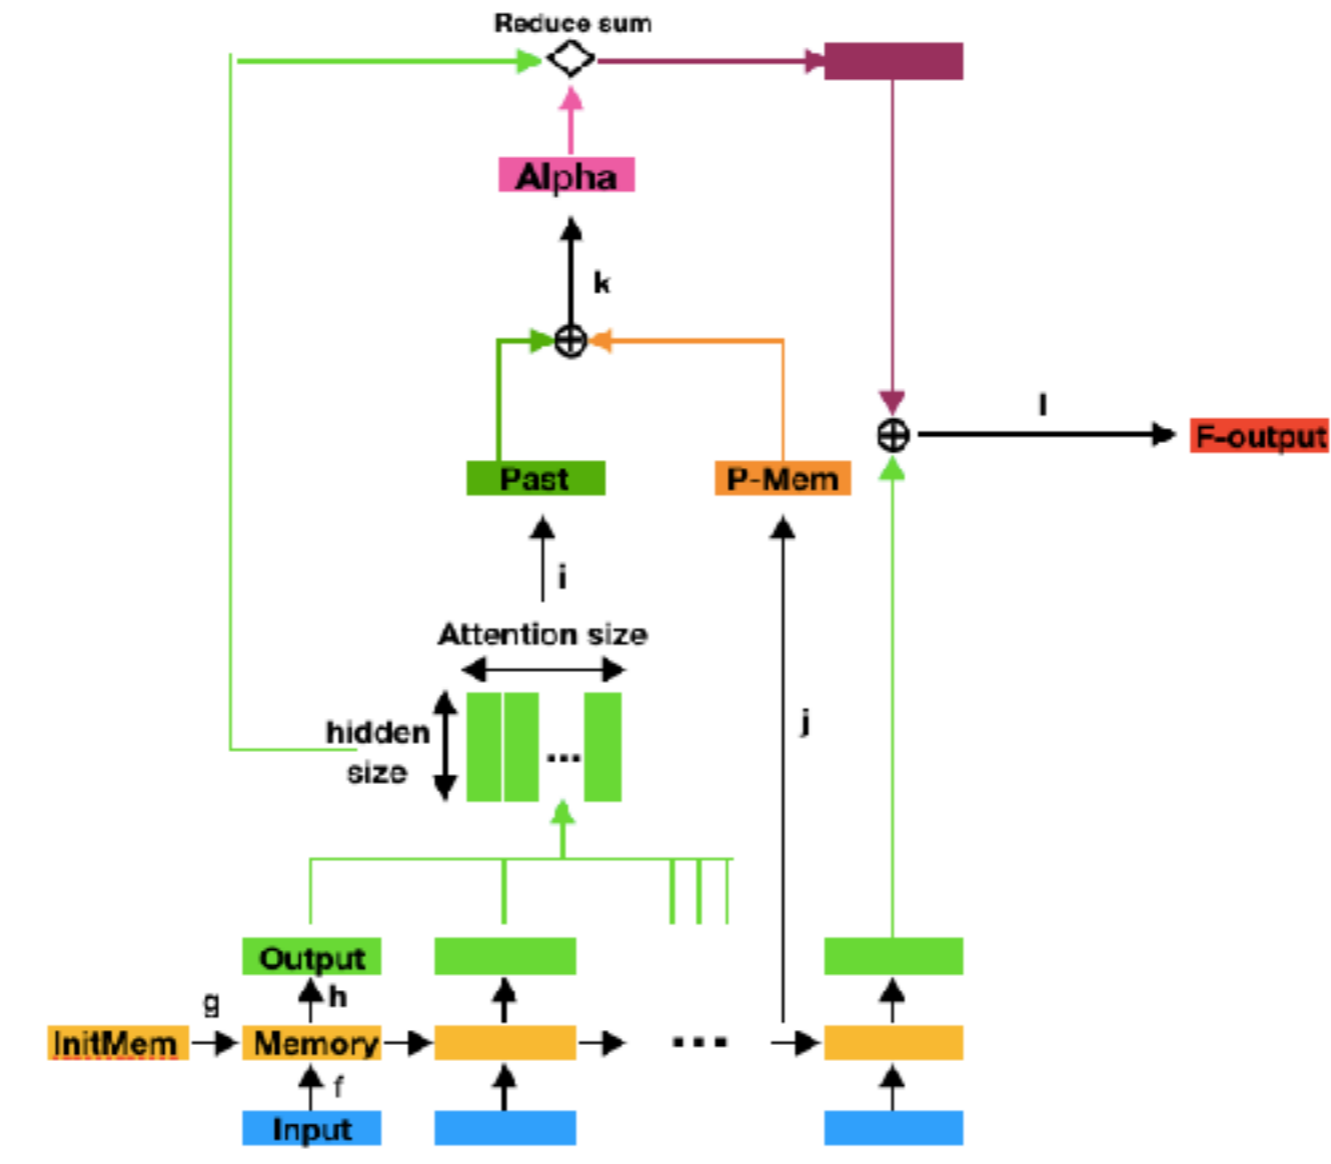 Reduce sum
Alpha
k
l
F-output
Past
P-Mem
i
Attention size
hidden
size
...
j
Output
g
h
InitMem
Memory
...
f
Input